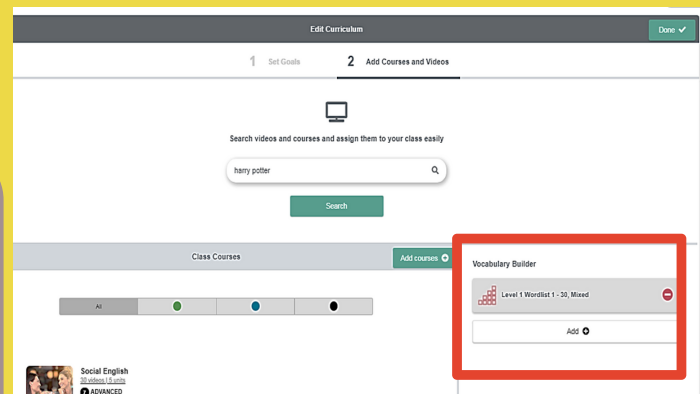 Edit Curriculum
Done
1 Set Goals
2 Add Courses and Videos
Search videos and courses and assign them to your class easily
harry potter
Search
Class Courses
Add courses
Vocabulary Builder
Level 1 Wordlist 1 - 30, Mixed
Add
All
Social English
30 videos | 5 units
ADVANCED